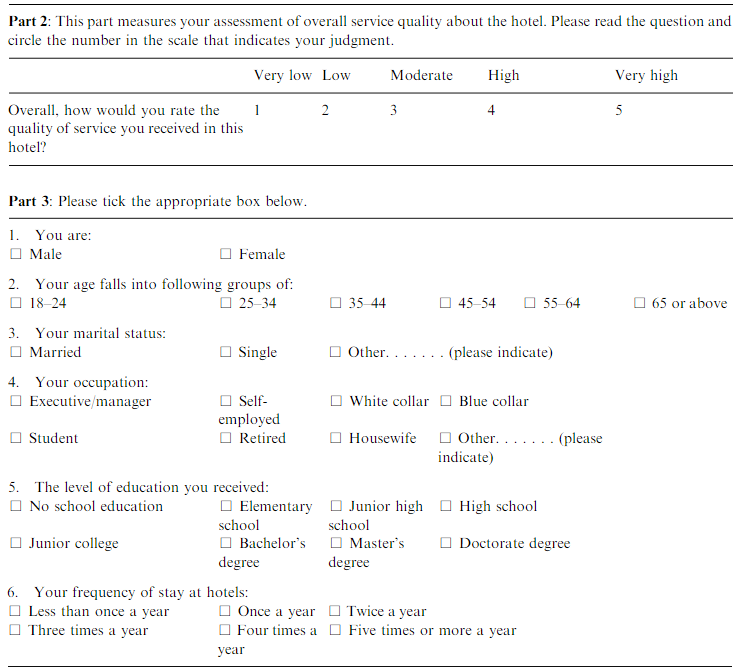 Part 2: This part measures your assessment of overall service quality about the hotel. Please read the question and
circle the number in the scale that indicates your judgment.
Very low Low Moderate High Very high
Overall, how would you rate the 1 2 3 4 5
quality of service you received in this
hotel?
Part 3: Please tick the appropriate box below.
1. You are:
□ Male □ Female
2. Your age falls into following groups of:
□ 18–24 □ 25–34 □ 35–44 □ 45–54 □ 55–64 □ 65 or above
3. Your marital status:
□ Married □ Single □ Other. . . . . . . (please indicate)
4. Your occupation:
□ Executive/manager □ Self- □ White collar □ Blue collar
employed
□ Student □ Retired □ Housewife □ Other. . . . . . . (please
indicate)
5. The level of education you received:
□ No school education □ Elementary □ Junior high □ High school
school school
□ Junior college □ Bachelor's □ Master's □ Doctorate degree
degree degree
6. Your frequency of stay at hotels:
□ Less than once a year □ Once a year □ Twice a year
□ Three times a year □ Four times a □ Five times or more a year
year